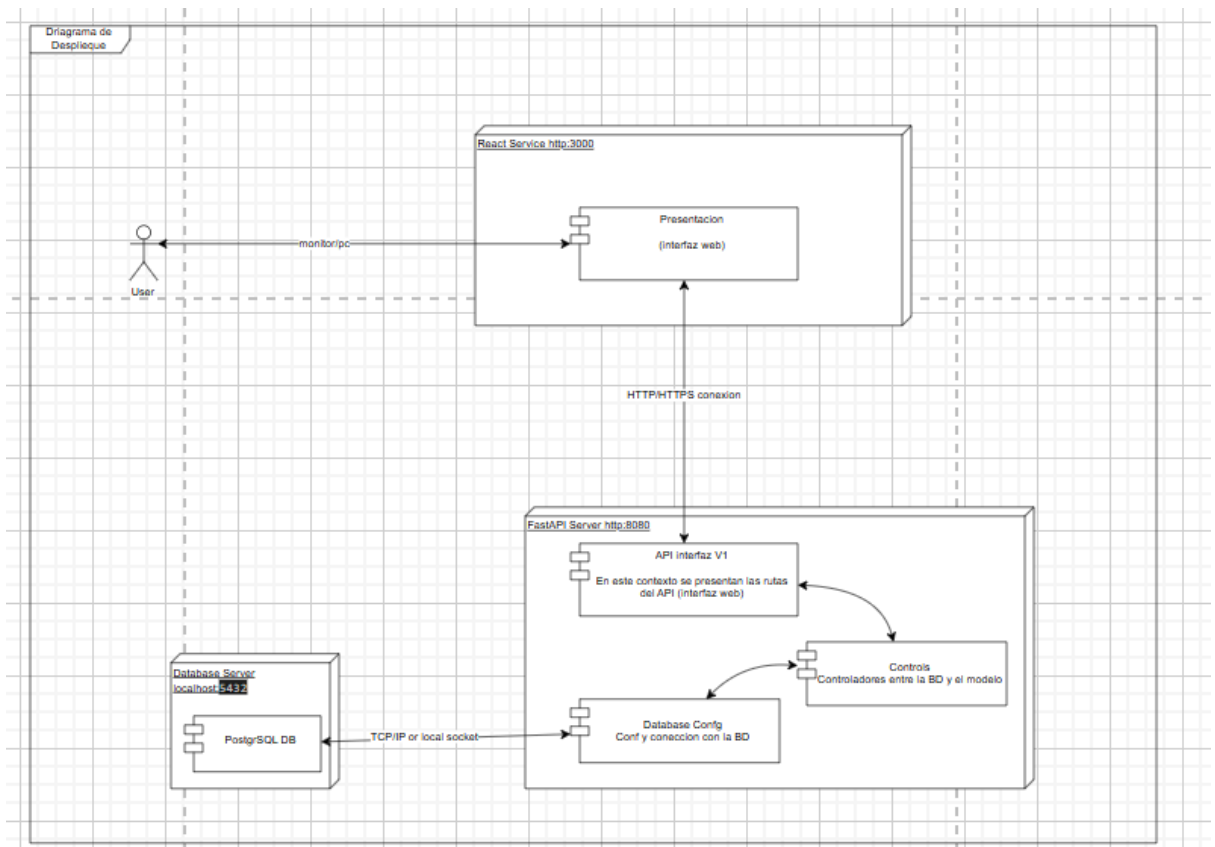 Driagrama de
Despliegue
React Service http:3000
Presentacion
(interfaz web)
monitor/pc
User
HTTP/HTTPS conexion
FastAPI Server http:8080
API interfaz V1
En este contexto se presentan las rutas
del API (interfaz web)
Controls
Controladores entre la BD y el modelo
Database Server
localhost:5432
PostgrSQL DB
TCP/IP or local socket
Database Confg
Conf y coneccion con la BD